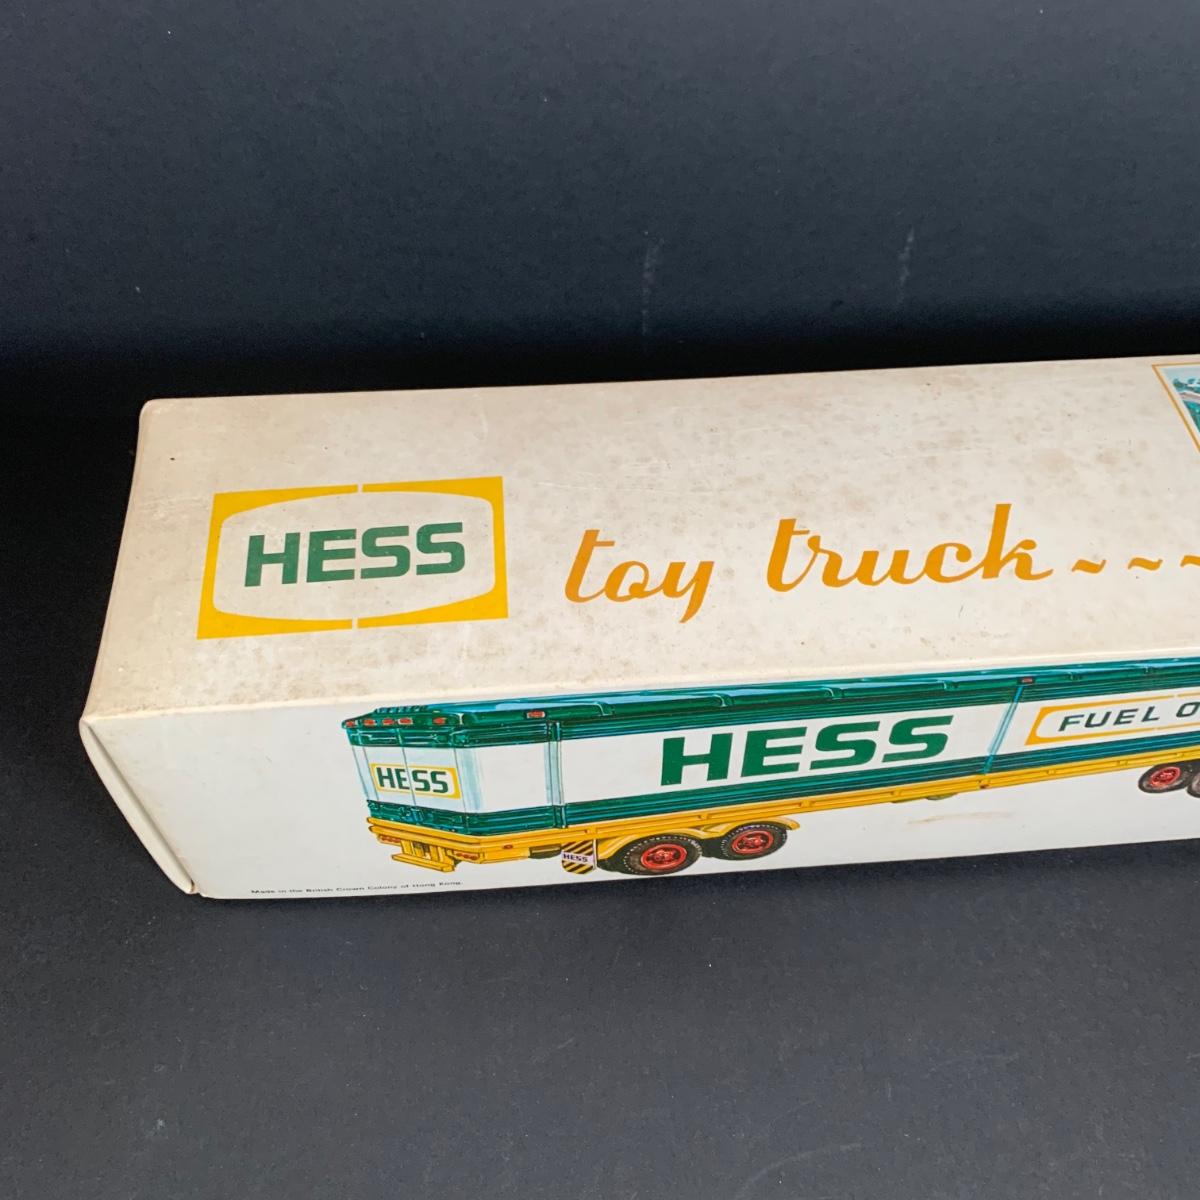 HESS
toy truck~~~
HESS
HESS
FUEL O
HESS
Made in the British Crown Colony of Hong Kong.